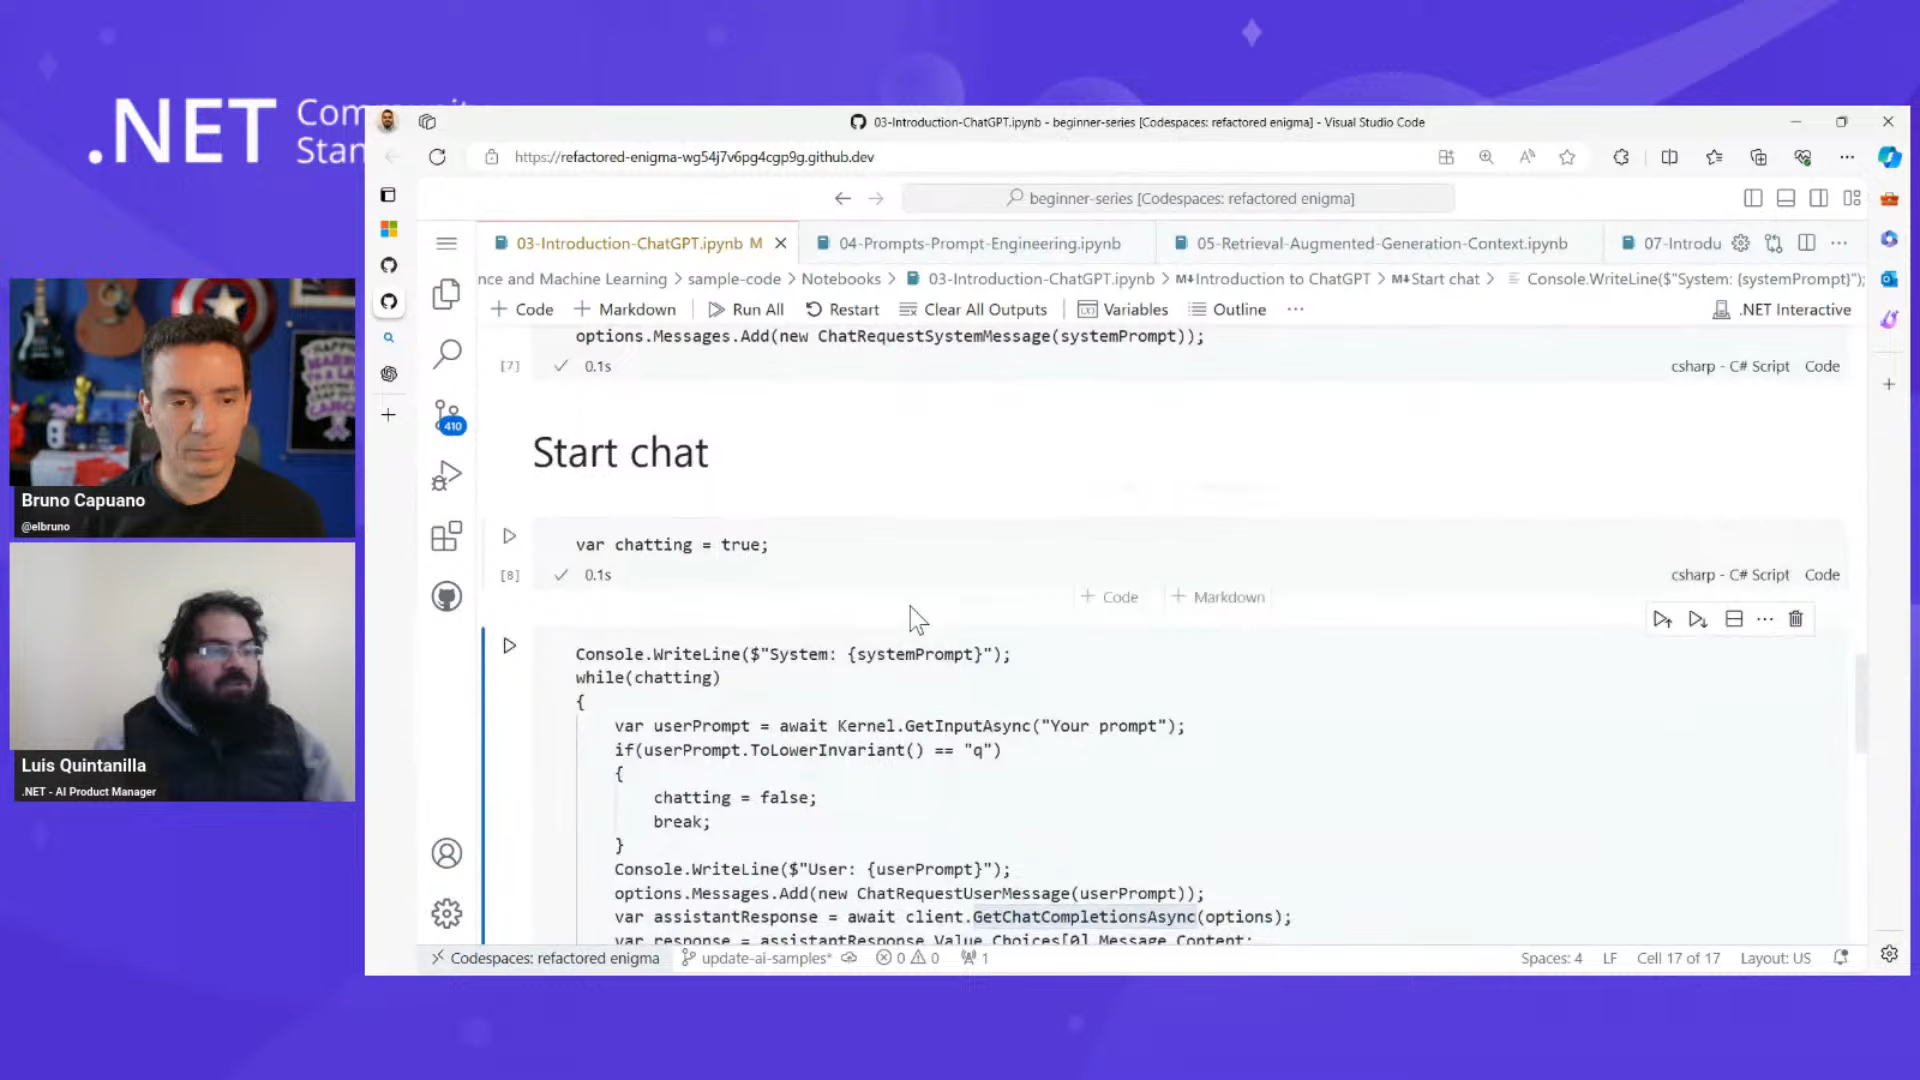 .NET Com
Stan
Bruno Capuano
@elbruno
Luis Quintanilla
.NET - AI Product Manager
03-Introduction-ChatGPT.ipynb - beginner-series [Codespaces: refactored enigma] - Visual Studio Code
https://refactored-enigma-wg54j7v6pg4cgp9g.github.dev
beginner-series [Codespaces: refactored enigma]
03-Introduction-ChatGPT.ipynb M
04-Prompts-Prompt-Engineering.ipynb
05-Retrieval-Augmented-Generation-Context.ipynb
07-Introdu
nce and Machine Learning > sample-code > Notebooks > 03-Introduction-ChatGPT.ipynb > M↓Introduction to ChatGPT > M↓Start chat > Console.WriteLine($"System: {systemPrompt}");
+ Code + Markdown Run All Restart Clear All Outputs Variables Outline ... .NET Interactive
options.Messages.Add(new ChatRequestSystemMessage(systemPrompt));
[7] ✓ 0.1s csharp - C# Script Code
Start chat
var chatting = true;
[8] ✓ 0.1s csharp - C# Script Code
+ Code + Markdown
Console.WriteLine($"System: {systemPrompt}");
while(chatting)
{
var userPrompt = await Kernel.GetInputAsync("Your prompt");
if(userPrompt.ToLowerInvariant() == "q")
{
chatting = false;
break;
}
Console.WriteLine($"User: {userPrompt}");
options.Messages.Add(new ChatRequestUserMessage(userPrompt));
var assistantResponse = await client.GetChatCompletionsAsync(options);
var response = assistantResponse.Value.Choices[0].Message.Content;
410
Codespaces: refactored enigma update-ai-samples* 0 0 1 Spaces: 4 LF Cell 17 of 17 Layout: US